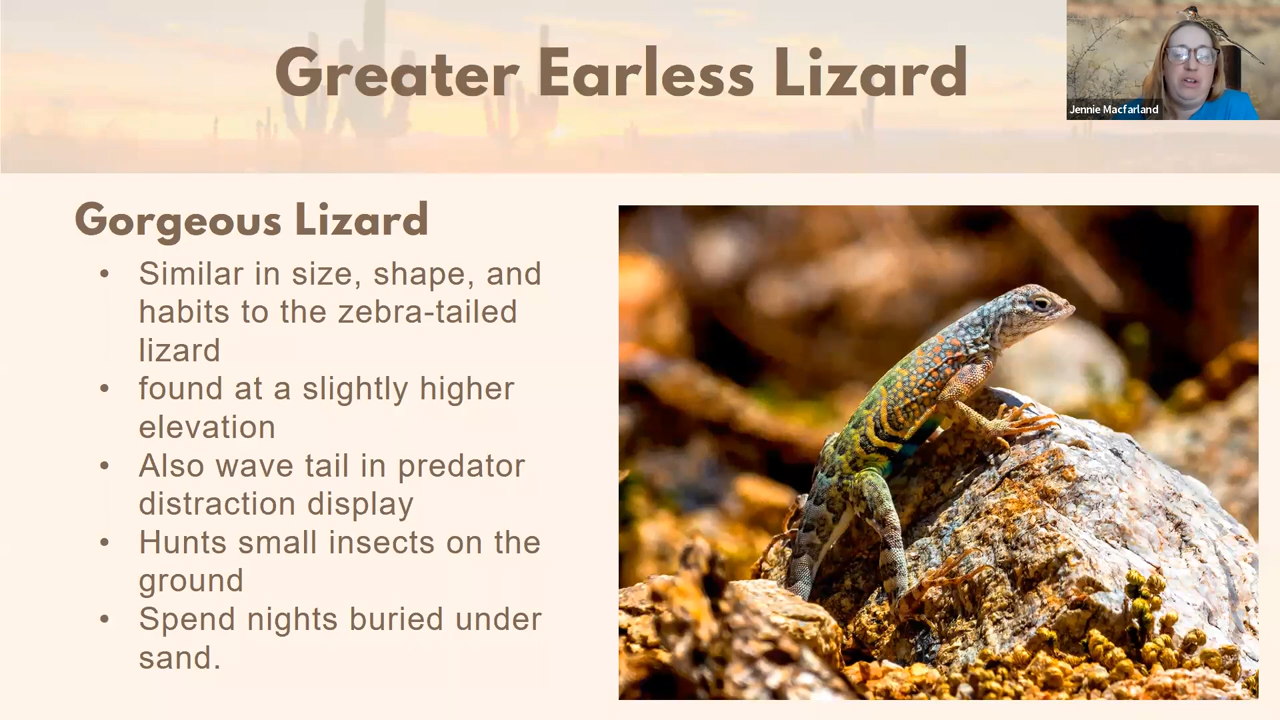 Greater Earless Lizard
Jennie Macfarland
Gorgeous Lizard
• Similar in size, shape, and
habits to the zebra-tailed
lizard
• found at a slightly higher
elevation
• Also wave tail in predator
distraction display
• Hunts small insects on the
ground
• Spend nights buried under
sand.